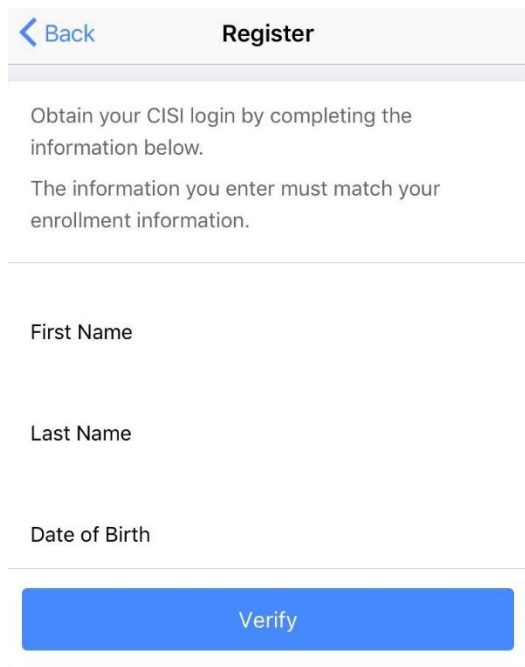 Back
Register
Obtain your CISI login by completing the
information below.
The information you enter must match your
enrollment information.
First Name
Last Name
Date of Birth
Verify